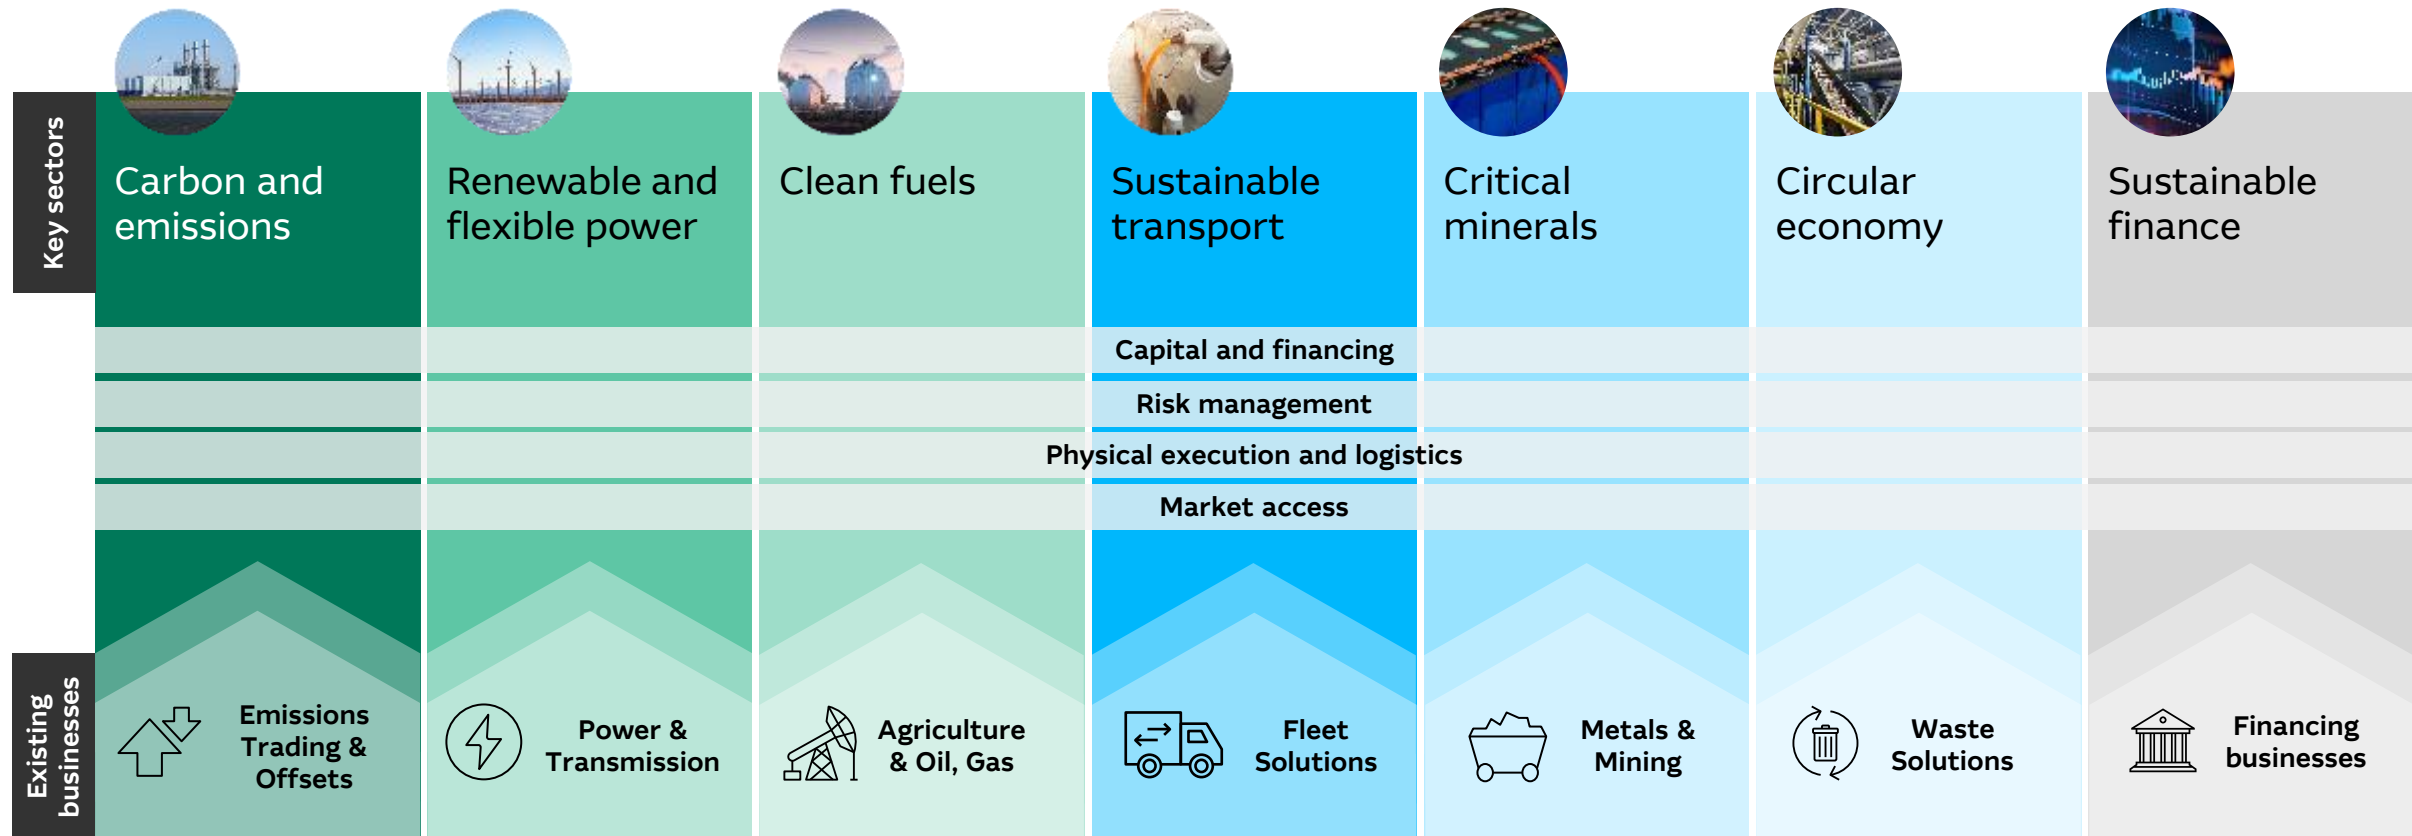 Key sectors
Carbon and
emissions
Renewable and
flexible power
Clean fuels
Sustainable
transport
Critical
minerals
Circular
economy
Sustainable
finance
Capital and financing
Risk management
Physical execution and logistics
Market access
Existing
businesses
Emissions
Trading &
Offsets
Power &
Transmission
Agriculture
& Oil, Gas
Fleet
Solutions
Metals &
Mining
Waste
Solutions
Financing
businesses